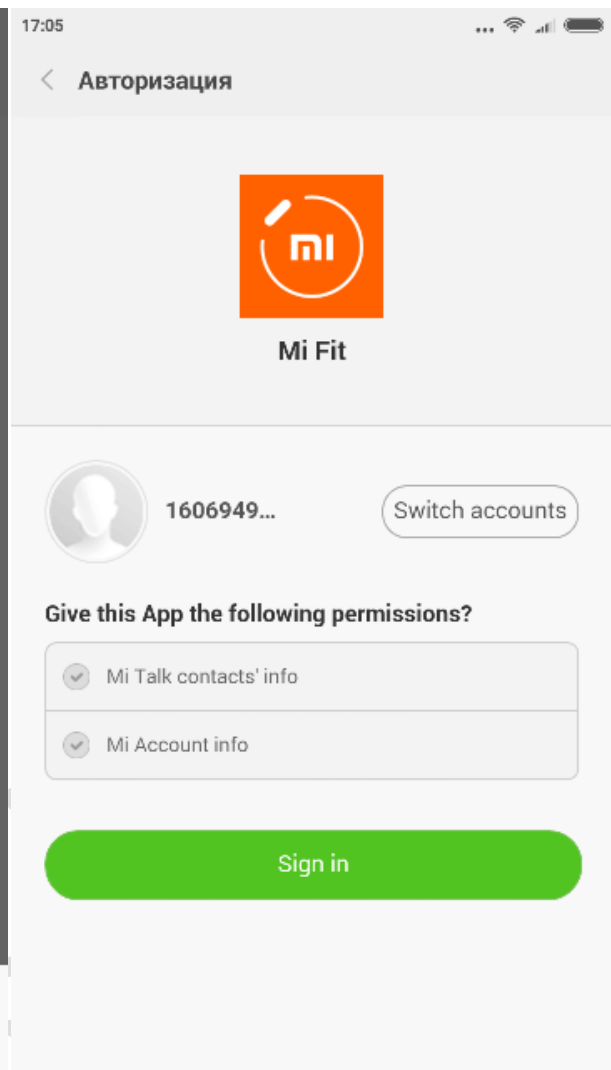 17:05
Авторизация
mi
Mi Fit
1606949...
Switch accounts
Give this App the following permissions?
Mi Talk contacts' info
Mi Account info
Sign in